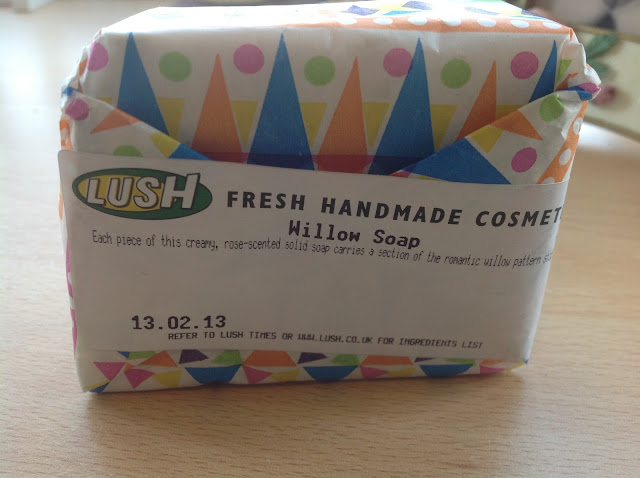 LUSH FRESH HANDMADE COSMET
Willow Soap
Each piece of this creamy, rose-scented solid soap carries a section of the romantic willow pattern
13.02.13
REFER TO LUSH TIMES OR WWW.LUSH.CO.UK FOR INGREDIENTS LIST